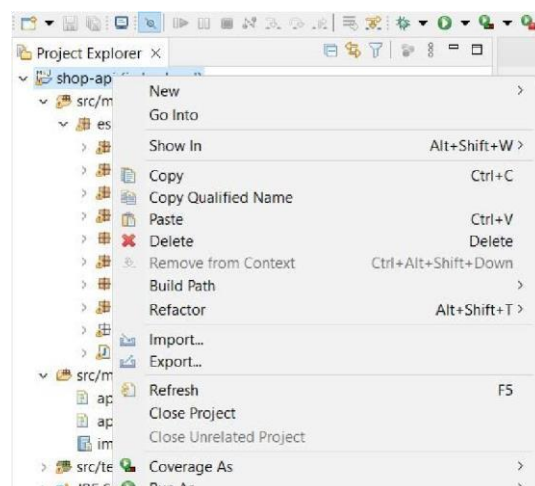 Project Explorer
shop-api
New
src/m
Go Into
es
Show In Alt+Shift+W
Copy Ctrl+C
Copy Qualified Name
Paste Ctrl+V
Delete Delete
Remove from Context Ctrl+Alt+Shift+Down
Build Path
Refactor Alt+Shift+T
Import...
Export...
src/m
Refresh F5
ap
Close Project
ap
Close Unrelated Project
im
src/te Coverage As